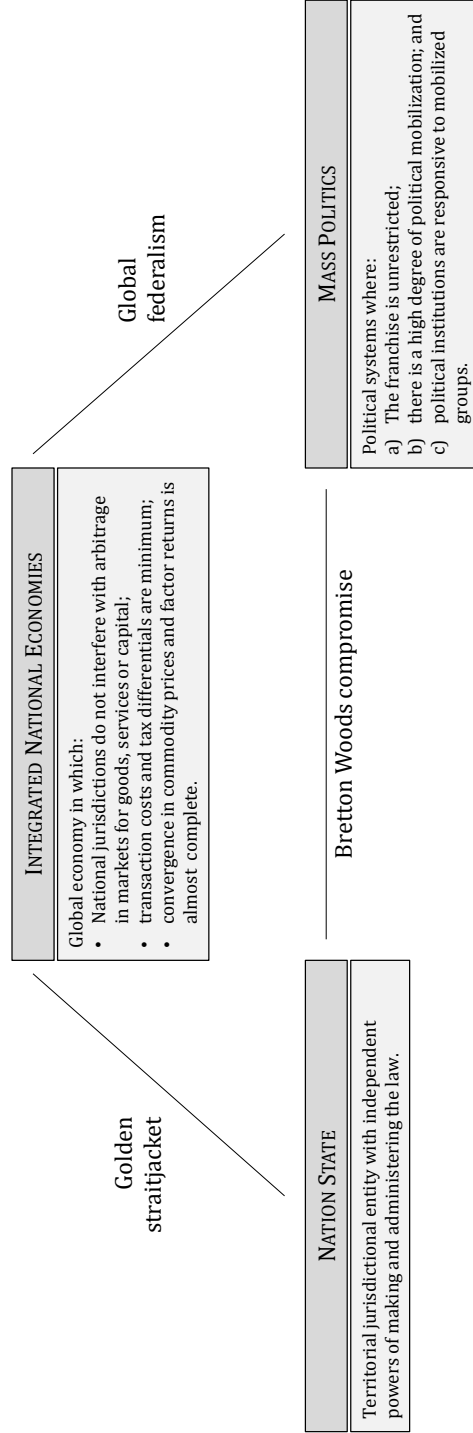 INTEGRATED NATIONAL ECONOMIES
Global economy in which:
• National jurisdictions do not interfere with arbitrage
in markets for goods, services or capital;
• transaction costs and tax differentials are minimum;
• convergence in commodity prices and factor returns is
almost complete.
Golden
straitjacket
Global
federalism
NATION STATE
Territorial jurisdictional entity with independent
powers of making and administering the law.
Bretton Woods compromise
MASS POLITICS
Political systems where:
a) The franchise is unrestricted;
b) there is a high degree of political mobilization; and
c) political institutions are responsive to mobilized
groups.